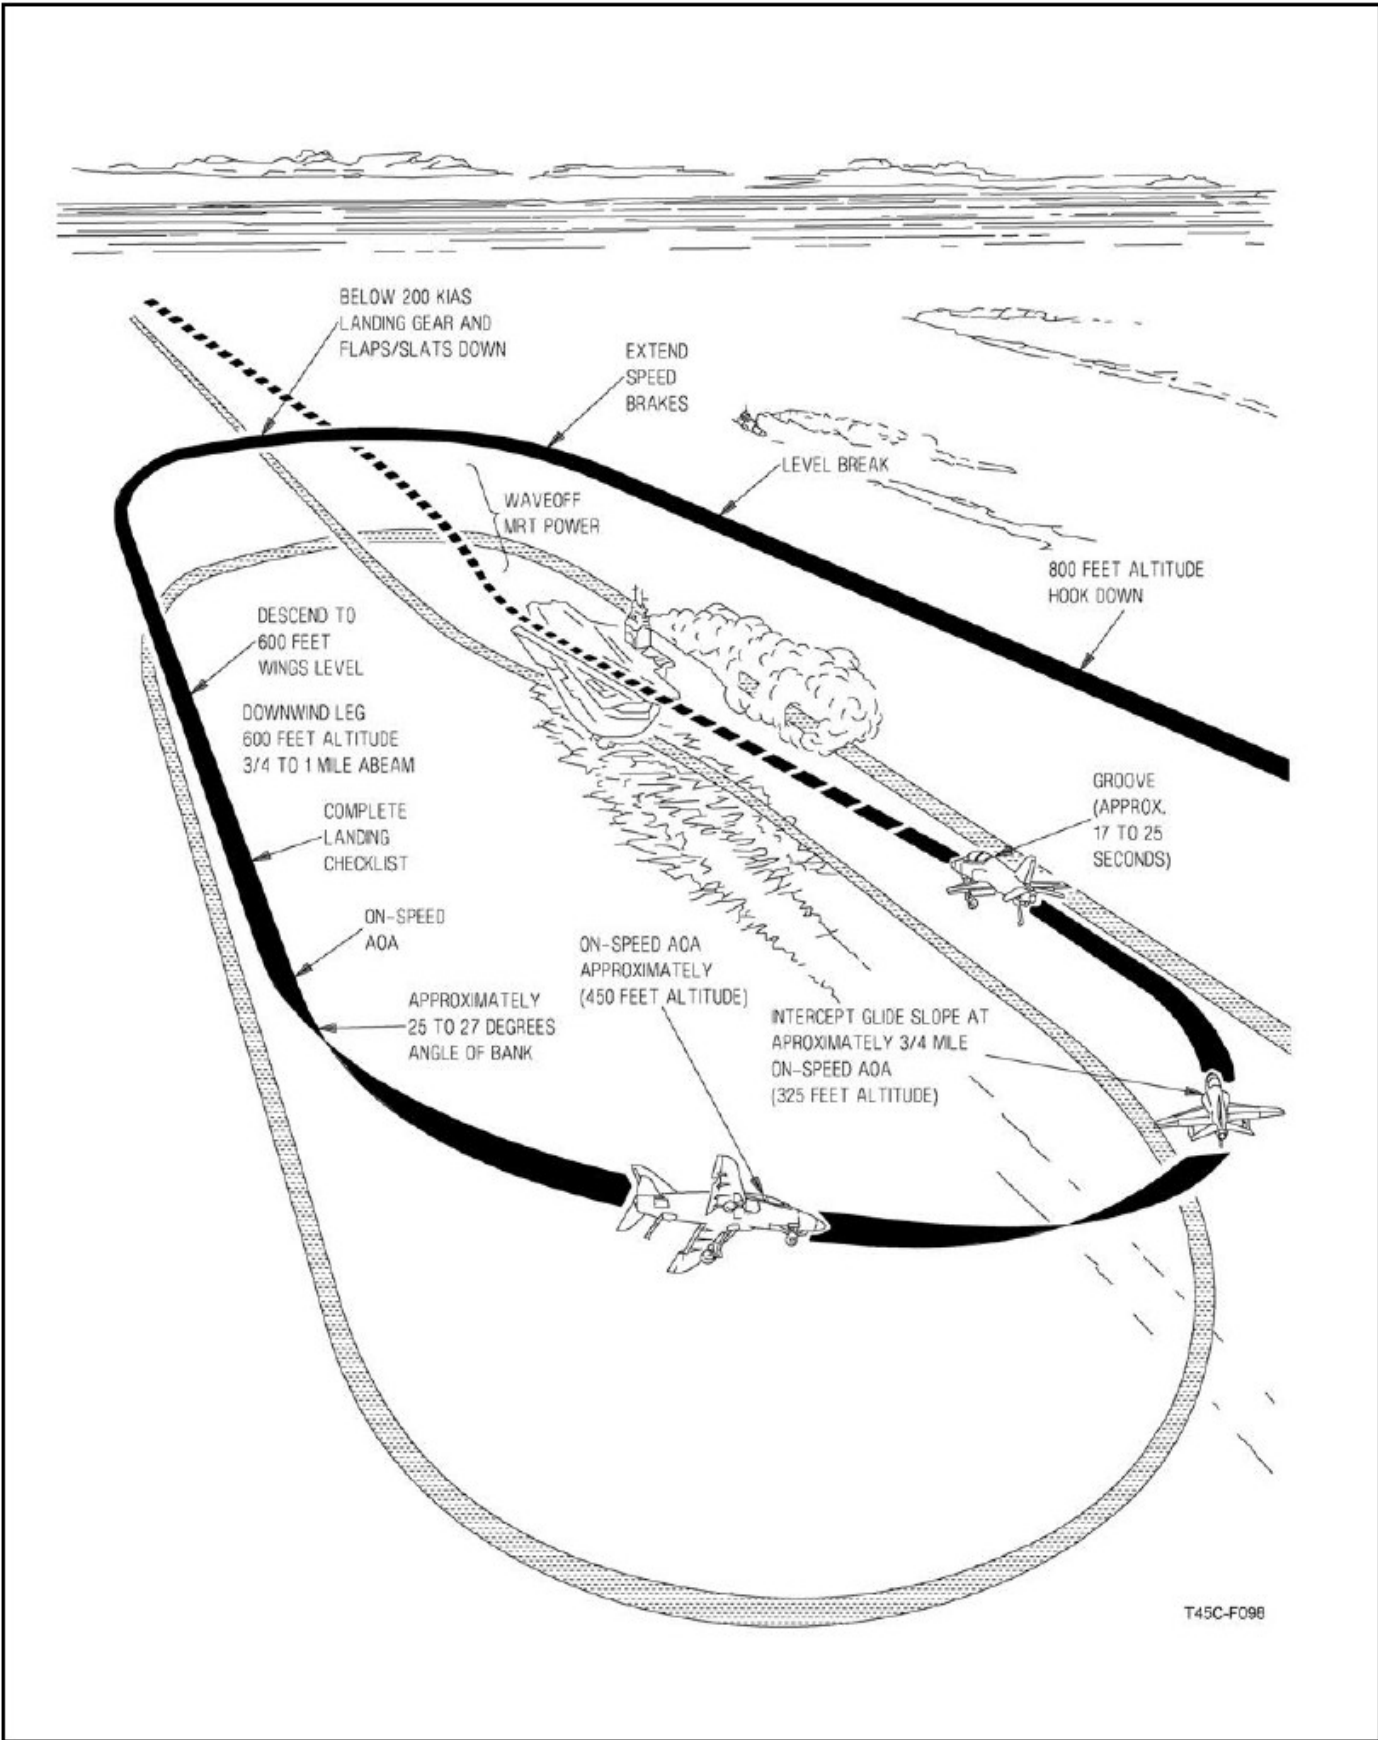 BELOW 200 KIAS
LANDING GEAR AND
FLAPS/SLATS DOWN
EXTEND
SPEED
BRAKES
LEVEL BREAK
WAVEOFF
MRT POWER
800 FEET ALTITUDE
HOOK DOWN
DESCEND TO
600 FEET
WINGS LEVEL
DOWNWIND LEG
600 FEET ALTITUDE
3/4 TO 1 MILE ABEAM
GROOVE
(APPROX.
17 TO 25
SECONDS)
COMPLETE
LANDING
CHECKLIST
ON-SPEED
AOA
ON-SPEED AOA
APPROXIMATELY
(450 FEET ALTITUDE)
APPROXIMATELY
25 TO 27 DEGREES
ANGLE OF BANK
INTERCEPT GLIDE SLOPE AT
APROXIMATELY 3/4 MILE
ON-SPEED AOA
(325 FEET ALTITUDE)
T45C-F098